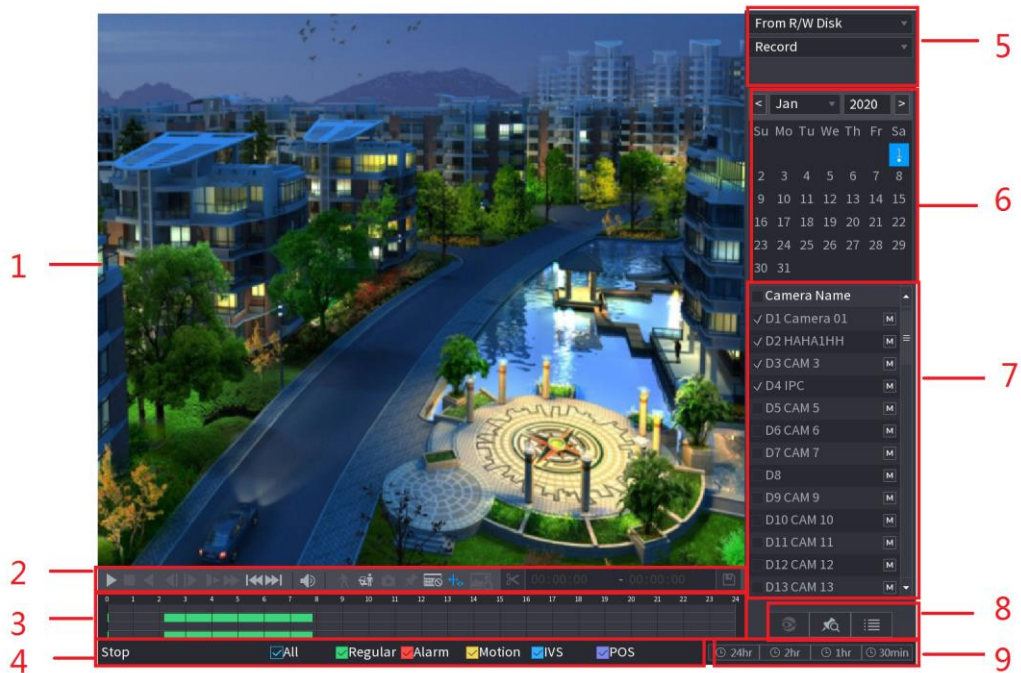 From R/W Disk
Record
5
< Jan 2020 >
Su Mo Tu We Th Fr Sa
1
2 3 4 5 6 7 8
9 10 11 12 13 14 15
16 17 18 19 20 21 22
23 24 25 26 27 28 29
30 31
6
1
Camera Name
D1 Camera 01 M
D2 HAHA1HH M
D3 CAM 3 M
D4 IPC M
D5 CAM 5 M
D6 CAM 6 M
D7 CAM 7 M
D8 M
D9 CAM 9 M
D10 CAM 10 M
D11 CAM 11 M
D12 CAM 12 M
D13 CAM 13 M
7
2
00:00:00 - 00:00:00
3
0 1 2 3 4 5 6 7 8 9 10 11 12 13 14 15 16 17 18 19 20 21 22 23 24
8
4
Stop All Regular Alarm Motion IVS POS
24hr 2hr 1hr 30min
9